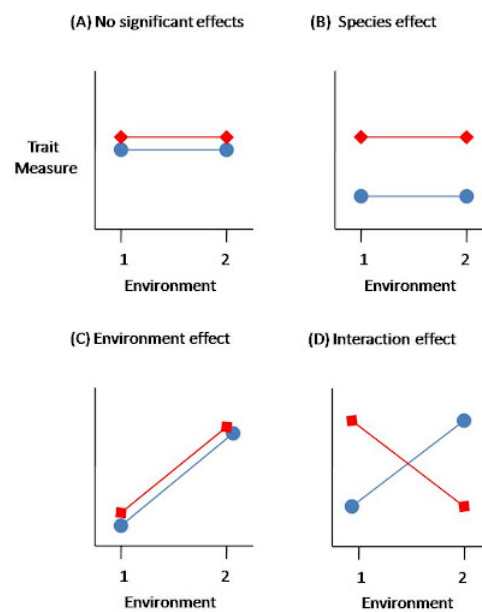 (A) No significant effects
(B) Species effect
Trait
Measure
1 2
Environment
1 2
Environment
(C) Environment effect
(D) Interaction effect
1 2
Environment
1 2
Environment